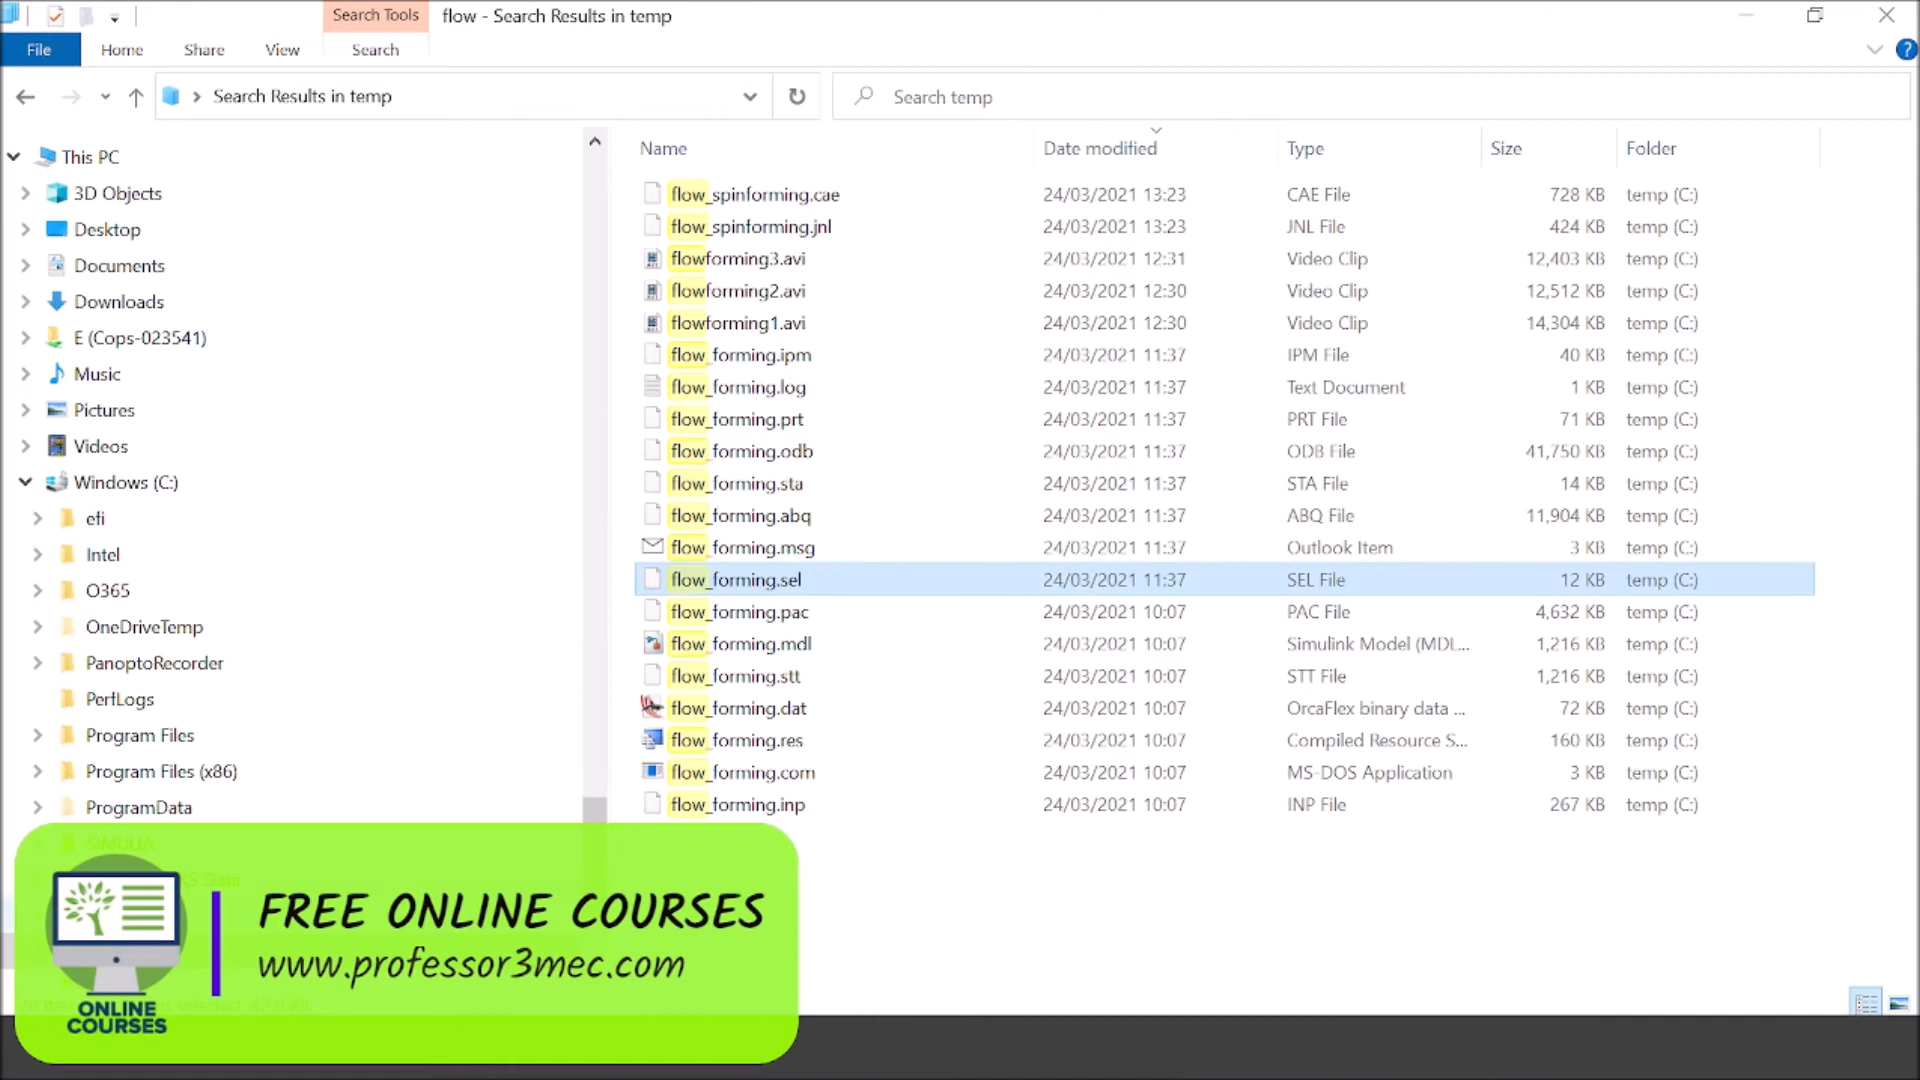 Search Tools
flow - Search Results in temp
File Home Share View Search
Search Results in temp
Search temp
Name Date modified Type Size Folder
This PC
3D Objects
Desktop
Documents
Downloads
E (Cops-023541)
Music
Pictures
Videos
Windows (C:)
efi
Intel
O365
OneDriveTemp
PanoptoRecorder
PerfLogs
Program Files
Program Files (x86)
ProgramData
SIMULIA
flow_spinforming.cae 24/03/2021 13:23 CAE File 728 KB temp (C:)
flow_spinforming.jnl 24/03/2021 13:23 JNL File 424 KB temp (C:)
flowforming3.avi 24/03/2021 12:31 Video Clip 12,403 KB temp (C:)
flowforming2.avi 24/03/2021 12:30 Video Clip 12,512 KB temp (C:)
flowforming1.avi 24/03/2021 12:30 Video Clip 14,304 KB temp (C:)
flow_forming.ipm 24/03/2021 11:37 IPM File 40 KB temp (C:)
flow_forming.log 24/03/2021 11:37 Text Document 1 KB temp (C:)
flow_forming.prt 24/03/2021 11:37 PRT File 71 KB temp (C:)
flow_forming.odb 24/03/2021 11:37 ODB File 41,750 KB temp (C:)
flow_forming.sta 24/03/2021 11:37 STA File 14 KB temp (C:)
flow_forming.abq 24/03/2021 11:37 ABQ File 11,904 KB temp (C:)
flow_forming.msg 24/03/2021 11:37 Outlook Item 3 KB temp (C:)
flow_forming.sel 24/03/2021 11:37 SEL File 12 KB temp (C:)
flow_forming.pac 24/03/2021 10:07 PAC File 4,632 KB temp (C:)
flow_forming.mdl 24/03/2021 10:07 Simulink Model (MDL... 1,216 KB temp (C:)
flow_forming.stt 24/03/2021 10:07 STT File 1,216 KB temp (C:)
flow_forming.dat 24/03/2021 10:07 OrcaFlex binary data ... 72 KB temp (C:)
flow_forming.res 24/03/2021 10:07 Compiled Resource S... 160 KB temp (C:)
flow_forming.com 24/03/2021 10:07 MS-DOS Application 3 KB temp (C:)
flow_forming.inp 24/03/2021 10:07 INP File 267 KB temp (C:)
FREE ONLINE COURSES
www.professor3mec.com
ONLINE
COURSES